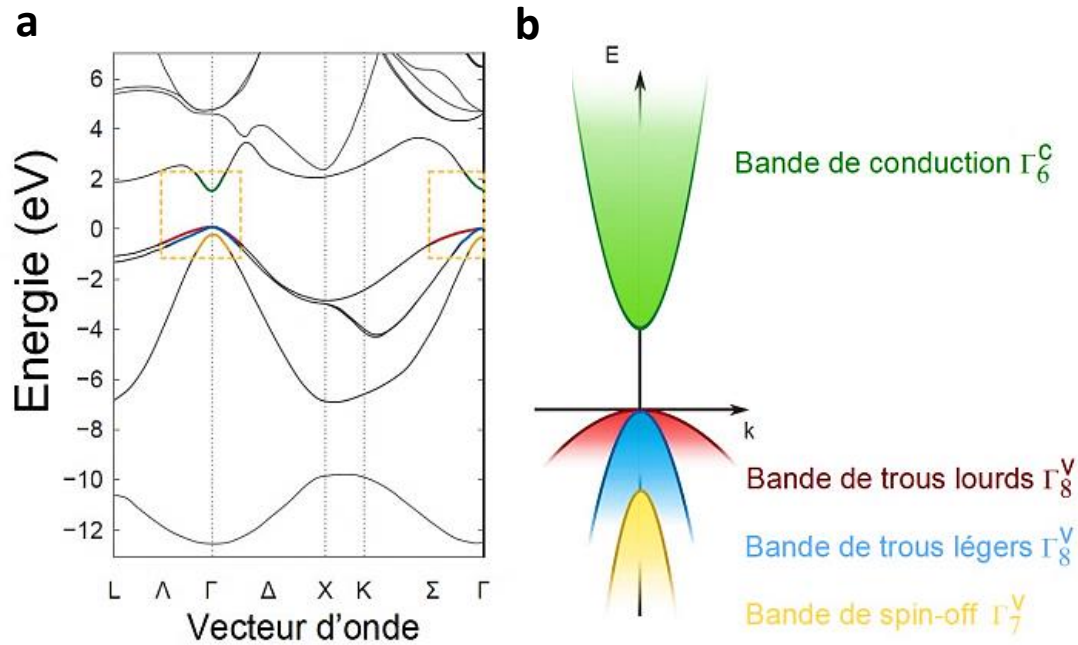 a
b
Energie (eV)
6
4
2
0
−2
−4
−6
−8
−10
−12
L Λ Γ Δ X K Σ Γ
Vecteur d'onde
E
k
Bande de conduction Γ₆ᶜ
Bande de trous lourds Γ₈ⱽ
Bande de trous légers Γ₈ⱽ
Bande de spin-off Γ₇ⱽ